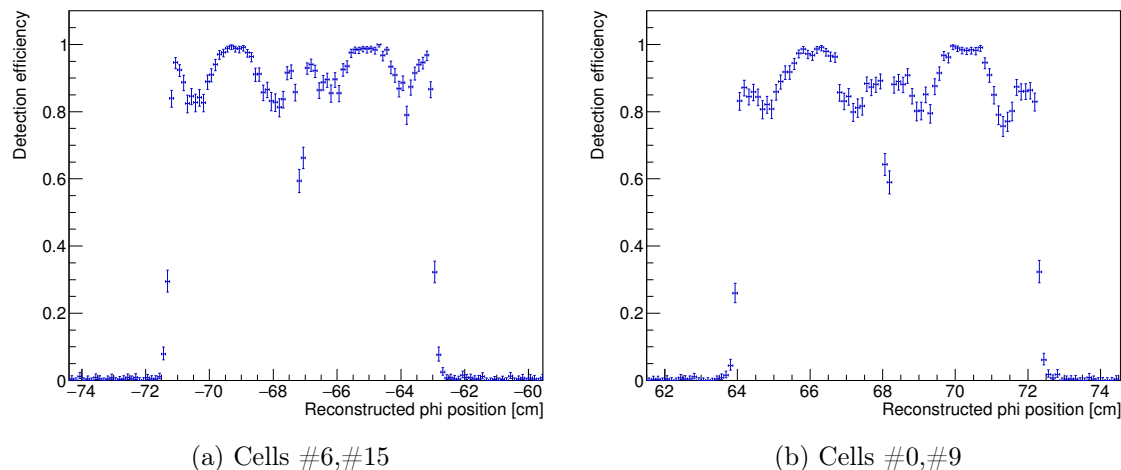 Detection efficiency
1
0.8
0.6
0.4
0.2
0
−74 −72 −70 −68 −66 −64 −62 −60
Reconstructed phi position [cm]
(a) Cells #6,#15
Detection efficiency
1
0.8
0.6
0.4
0.2
0
62 64 66 68 70 72 74
Reconstructed phi position [cm]
(b) Cells #0,#9